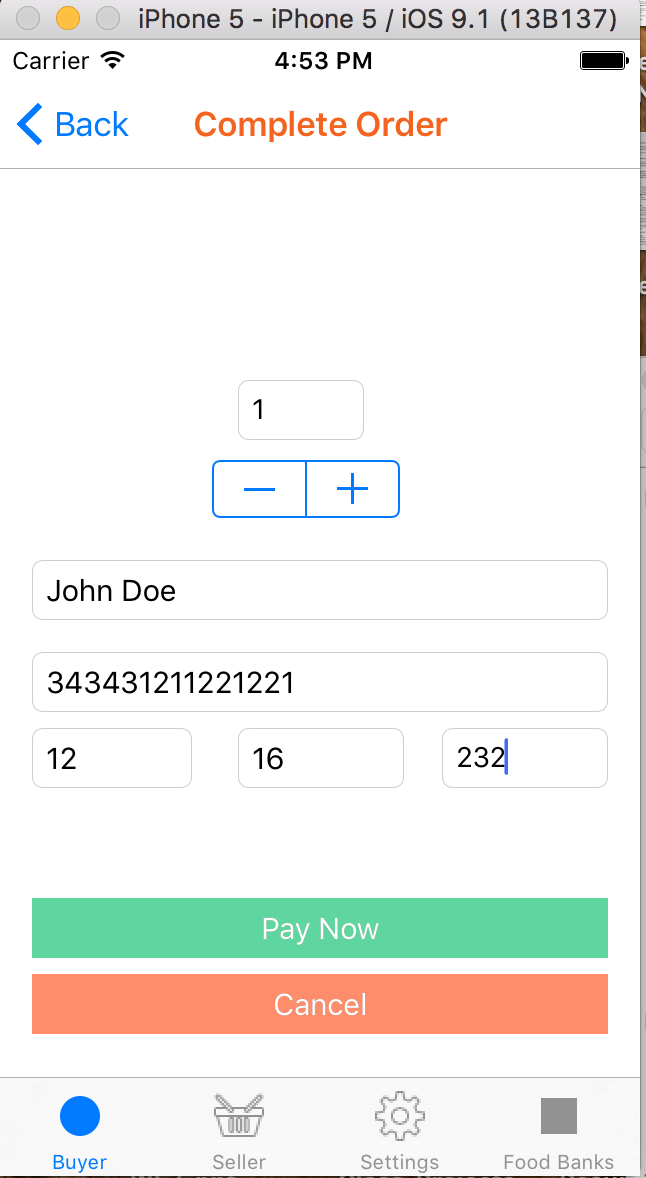 iPhone 5 - iPhone 5 / iOS 9.1 (13B137)
Carrier 4:53 PM
Back Complete Order
1
John Doe
343431211221221
12 16 232
Pay Now
Cancel
Buyer Seller Settings Food Banks